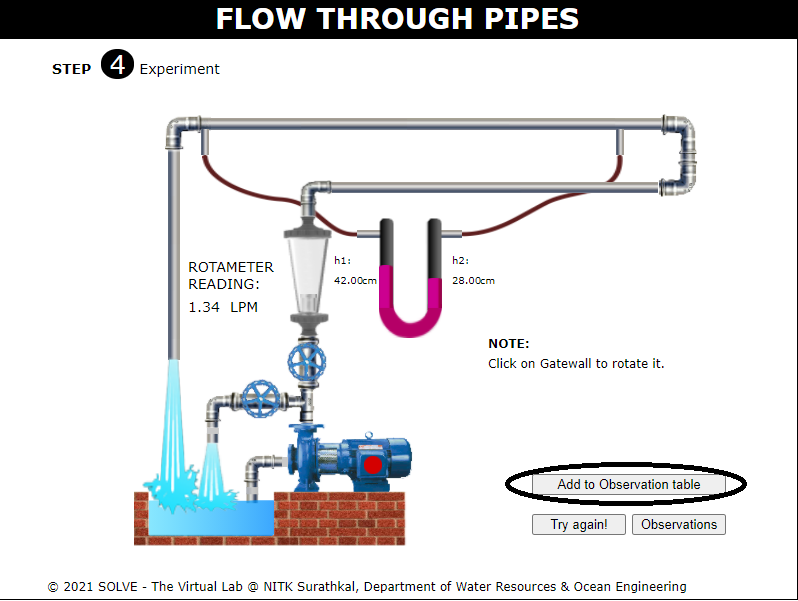 FLOW THROUGH PIPES
STEP 4 Experiment
ROTAMETER
READING:
1.34 LPM
h1:
42.00cm
h2:
28.00cm
NOTE:
Click on Gatewall to rotate it.
Add to Observation table
Try again!
Observations
© 2021 SOLVE - The Virtual Lab @ NITK Surathkal, Department of Water Resources & Ocean Engineering